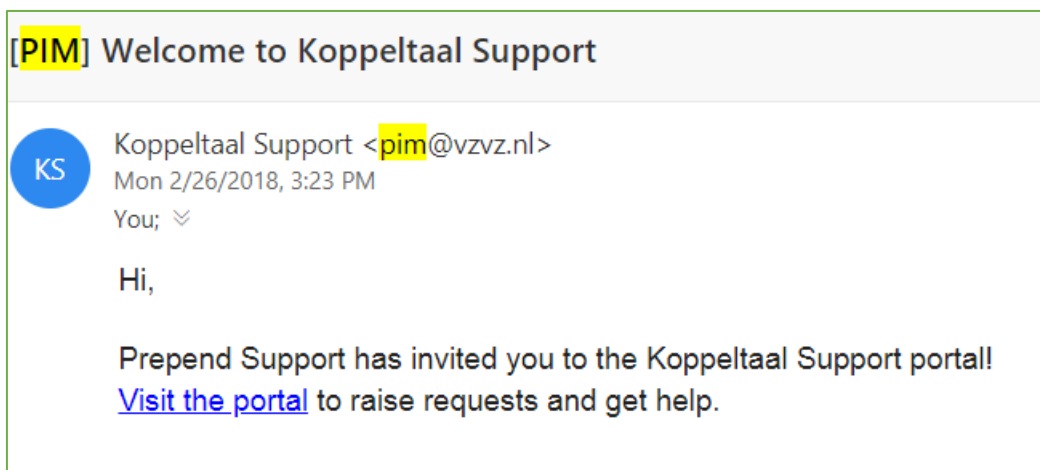 [PIM] Welcome to Koppeltaal Support
KS
Koppeltaal Support <pim@vzvz.nl>
Mon 2/26/2018, 3:23 PM
You;
Hi,
Prepend Support has invited you to the Koppeltaal Support portal!
Visit the portal to raise requests and get help.